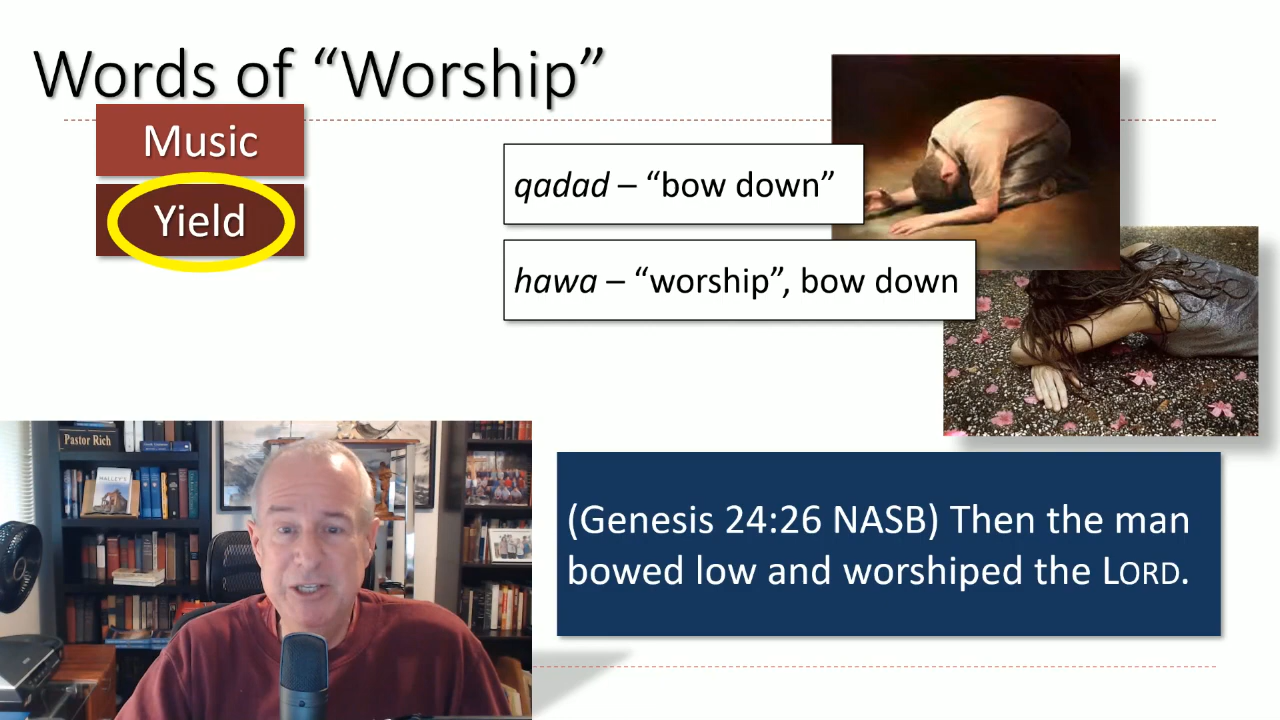 Words of “Worship”
Music
Yield
qadad – “bow down”
hawa – “worship”, bow down
Pastor Rich
HALLEY'S
(Genesis 24:26 NASB) Then the man
bowed low and worshiped the LORD.